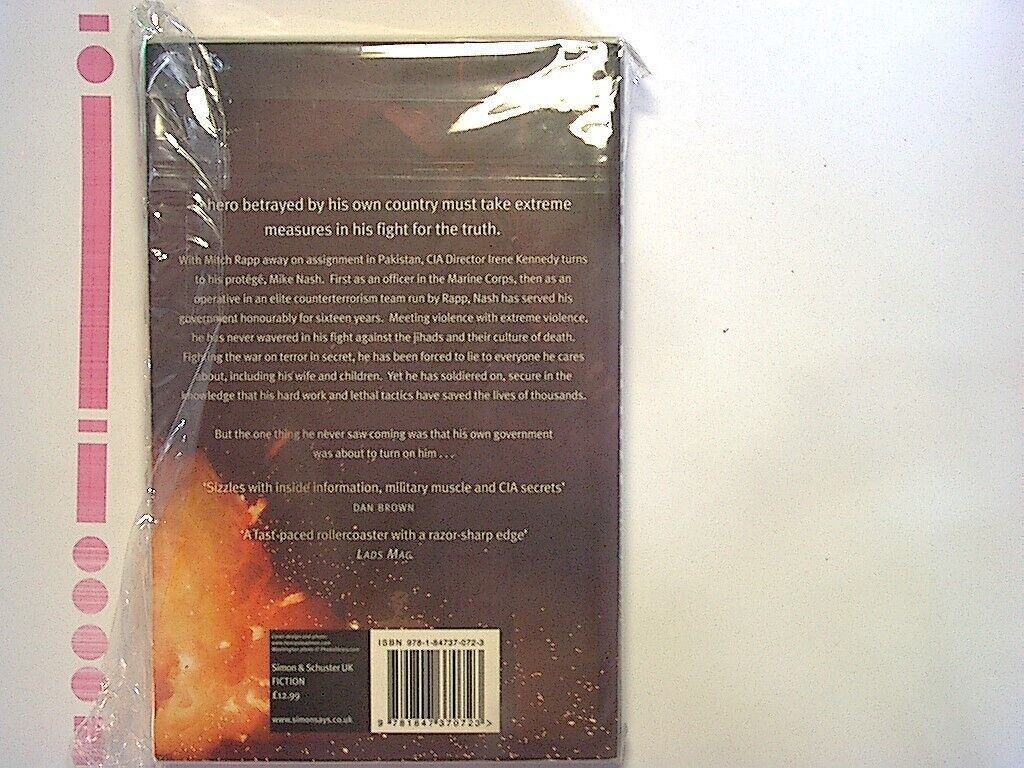 hero betrayed by his own country must take extreme
measures in his fight for the truth.
With Mitch Rapp away on assignment in Pakistan, CIA Director Irene Kennedy turns
to his protégé, Mike Nash. First as an officer in the Marine Corps, then as an
operative in an elite counterterrorism team run by Rapp, Nash has served his
government honourably for sixteen years. Meeting violence with extreme violence,
he has never wavered in his fight against the jihads and their culture of death.
Fighting the war on terror in secret, he has been forced to lie to everyone he cares
about, including his wife and children. Yet he has soldiered on, secure in the
knowledge that his hard work and lethal tactics have saved the lives of thousands.
But the one thing he never saw coming was that his own government
was about to turn on him . . .
'Sizzles with inside information, military muscle and CIA secrets'
DAN BROWN
'A fast-paced rollercoaster with a razor-sharp edge'
LADS MAG
Cover design and photo:
Simon & Schuster UK
FICTION
£12.99
www.simonsays.co.uk
ISBN 978-1-84737-072-3
9 781847 370723 >